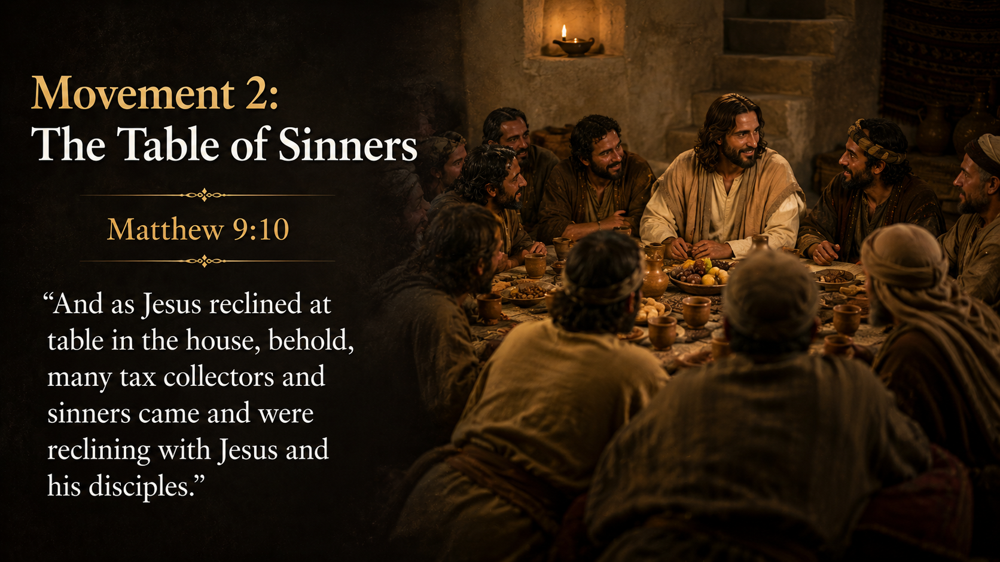 Movement 2:
The Table of Sinners
Matthew 9:10
“And as Jesus reclined at
table in the house, behold,
many tax collectors and
sinners came and were
reclining with Jesus and
his disciples.”